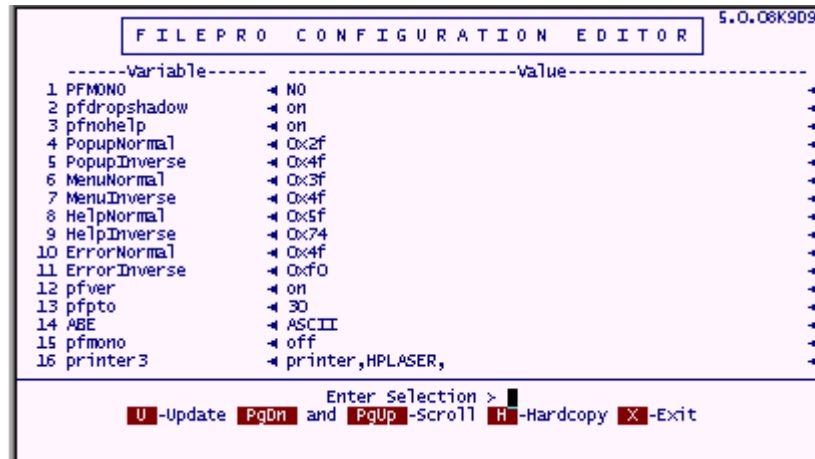 5.0.08K9D9
FILEPRO CONFIGURATION EDITOR
------Variable------ -----------------------Value------------------------
1 PFMONO NO
2 pfdropshadow on
3 pfnohelp on
4 PopupNormal 0x2f
5 PopupInverse 0x4f
6 MenuNormal 0x3f
7 MenuInverse 0x4f
8 HelpNormal 0x5f
9 HelpInverse 0x74
10 ErrorNormal 0x4f
11 ErrorInverse 0xf0
12 pfver on
13 pfpto 30
14 ABE ASCII
15 pfmono off
16 printer3 printer,HPLASER,
Enter Selection >
U -Update PgDn and PgUp -Scroll H -Hardcopy X -Exit